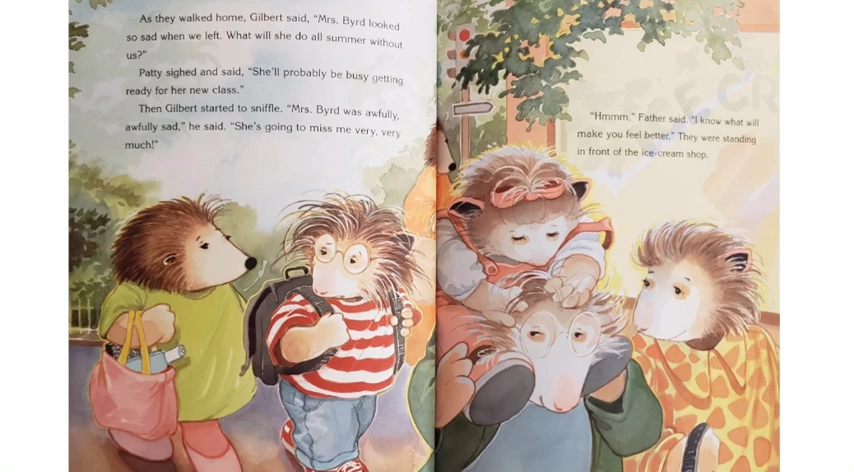 As they walked home, Gilbert said, “Mrs. Byrd looked
so sad when we left. What will she do all summer without
us?”
Patty sighed and said, “She’ll probably be busy getting
ready for her new class.”
Then Gilbert started to sniffle. “Mrs. Byrd was awfully,
awfully sad,” he said. “She’s going to miss me very, very
much!”
“Hmmm,” Father said. “I know what will
make you feel better.” They were standing
in front of the ice-cream shop.